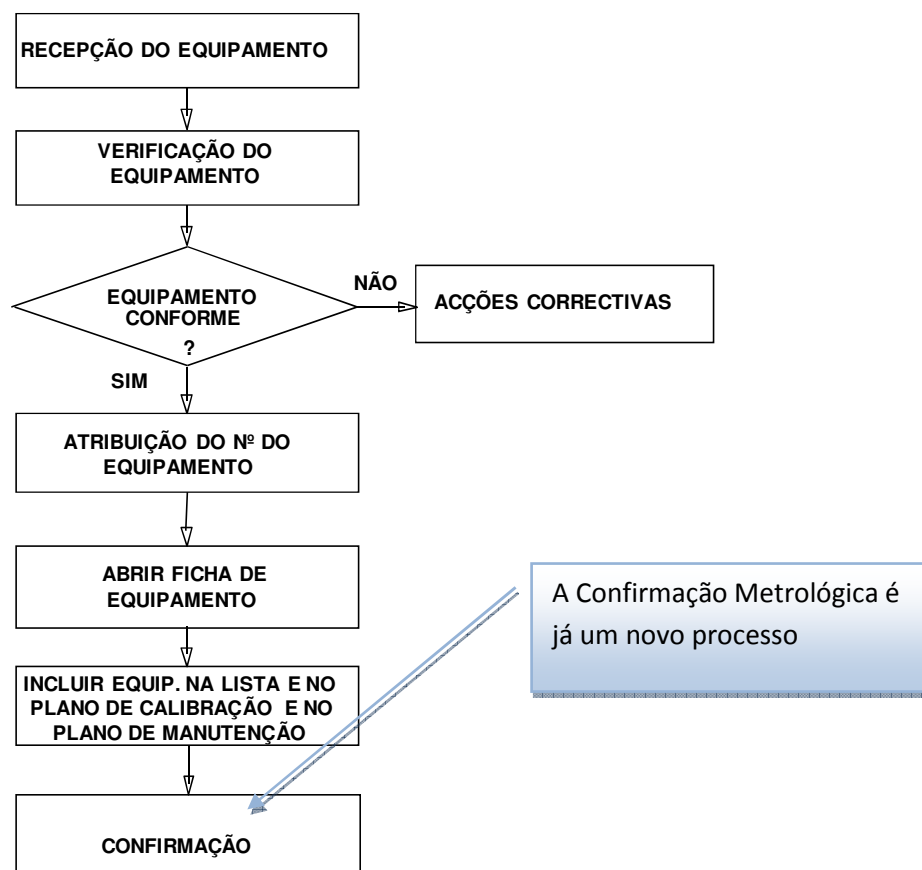 RECEPÇÃO DO EQUIPAMENTO
VERIFICAÇÃO DO
EQUIPAMENTO
EQUIPAMENTO
CONFORME
?
NÃO
ACÇÕES CORRECTIVAS
SIM
ATRIBUIÇÃO DO Nº DO
EQUIPAMENTO
ABRIR FICHA DE
EQUIPAMENTO
A Confirmação Metrológica é
já um novo processo
INCLUIR EQUIP. NA LISTA E NO
PLANO DE CALIBRAÇÃO E NO
PLANO DE MANUTENÇÃO
CONFIRMAÇÃO